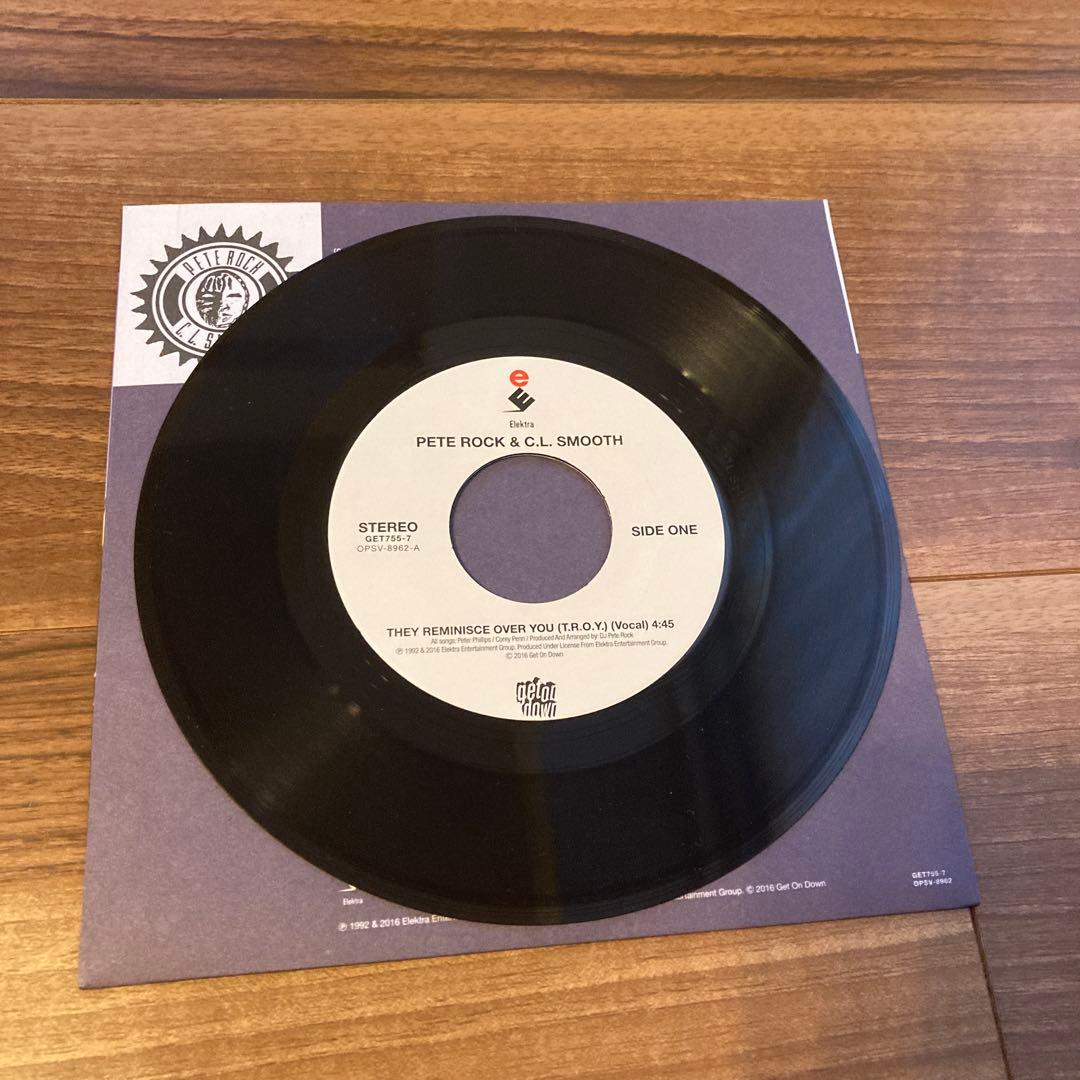 PETE ROCK
C.L. S
e
Elektra
PETE ROCK & C.L. SMOOTH
STEREO
GET755-7
OPSV-8962-A
SIDE ONE
THEY REMINISCE OVER YOU (T.R.O.Y.) (Vocal) 4:45
All songs: Peter Phillips / Corey Penn / Produced And Arranged by: DJ Pete Rock
Ⓟ 1992 & 2016 Elektra Entertainment Group. Produced Under License From Elektra Entertainment Group.
Ⓒ 2016 Get On Down
get on
down
Elektra
Ⓟ 1992 & 2016 Elektra Ente
rtainment Group. © 2016 Get On Down
GET755-7
OPSV-8962